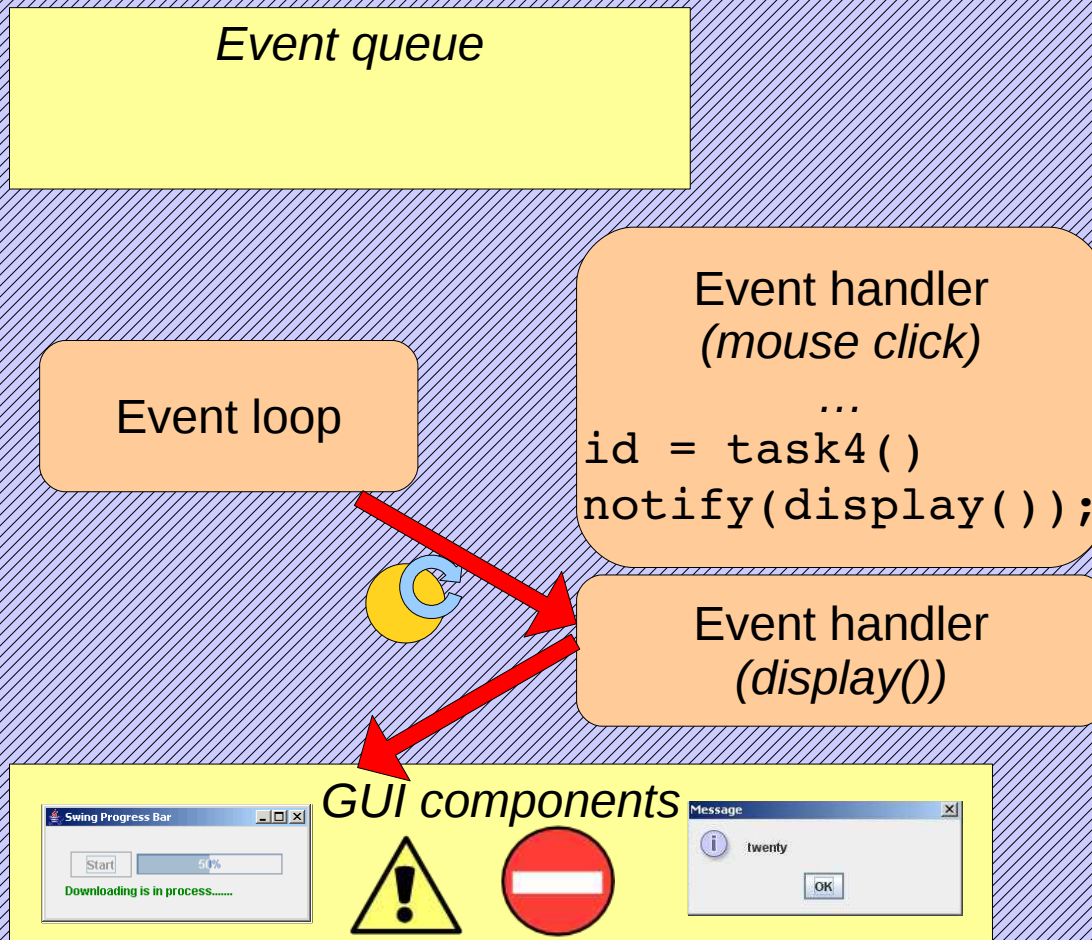 Event queue
Event handler
(mouse click)
...
id = task4()
notify(display());
Event loop
Event handler
(display())
GUI components
Swing Progress Bar
Start
50%
Downloading is in process.......
Message
i
twenty
OK